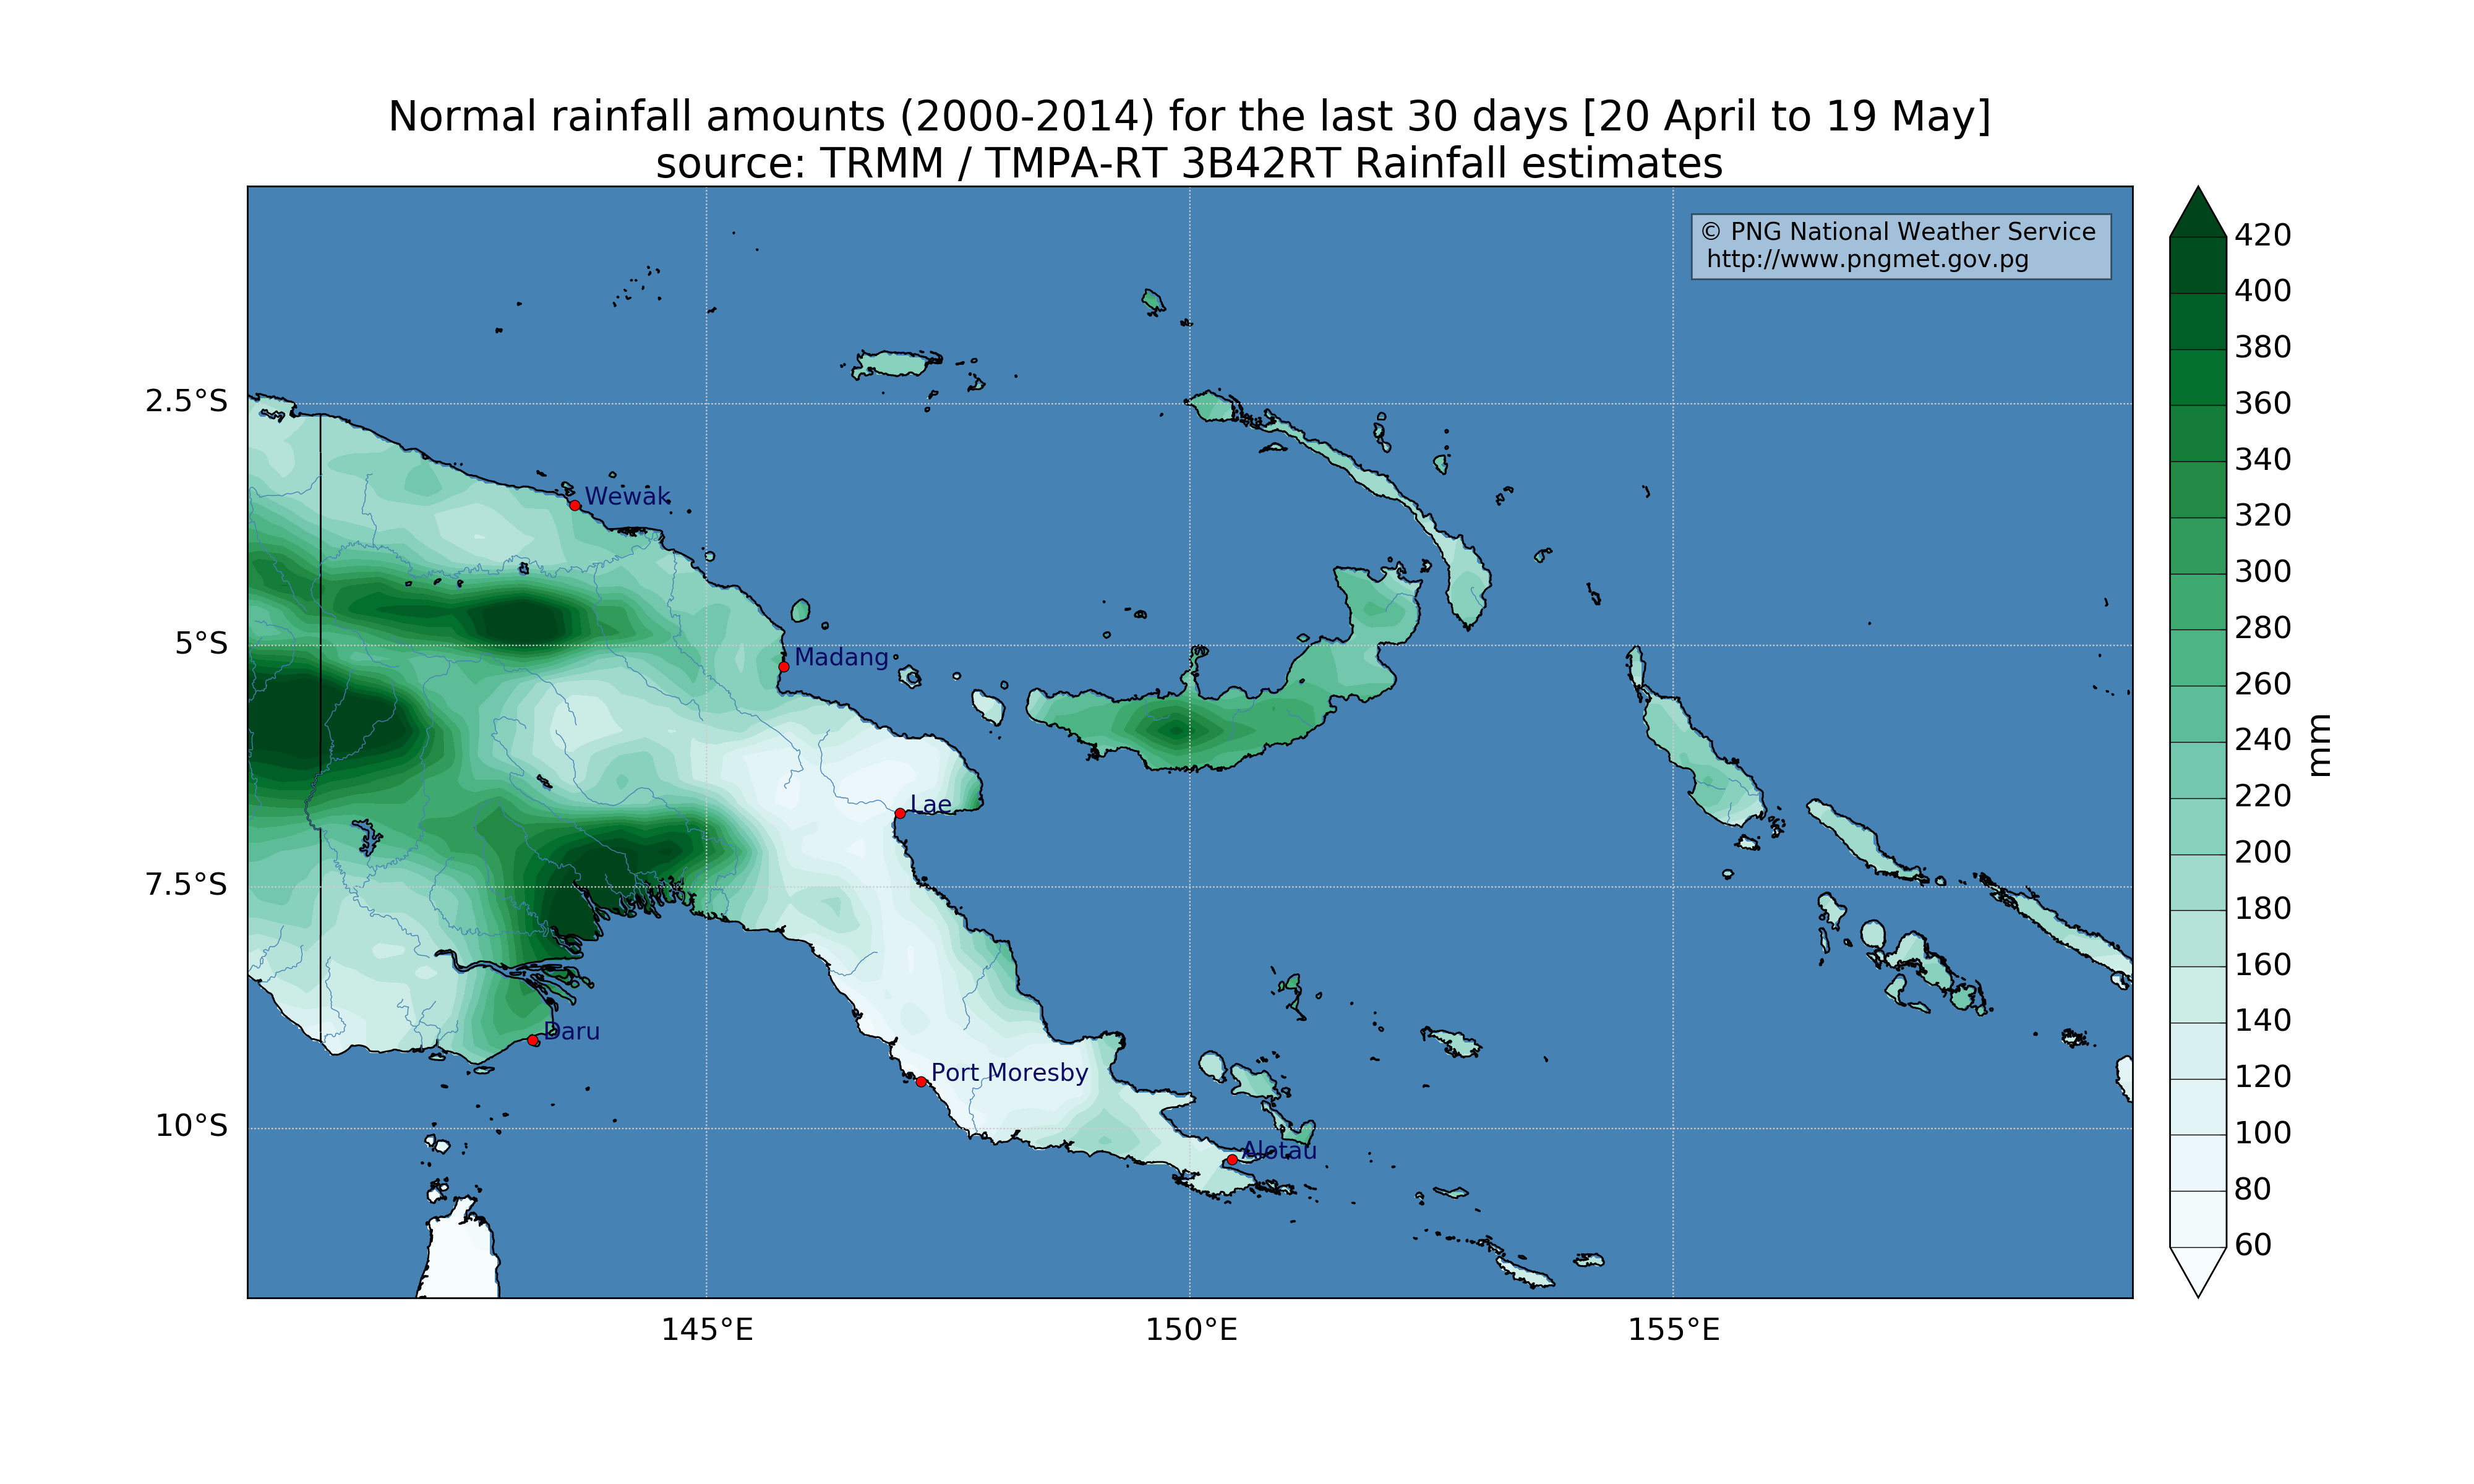 Normal rainfall amounts (2000-2014) for the last 30 days [20 April to 19 May]
source: TRMM / TMPA-RT 3B42RT Rainfall estimates
© PNG National Weather Service
http://www.pngmet.gov.pg
420
400
380
360
340
320
300
280
260
240
220
200
180
160
140
120
100
80
60
mm
2.5°S
5°S
7.5°S
10°S
Wewak
Madang
Lae
Daru
Port Moresby
Alotau
145°E
150°E
155°E